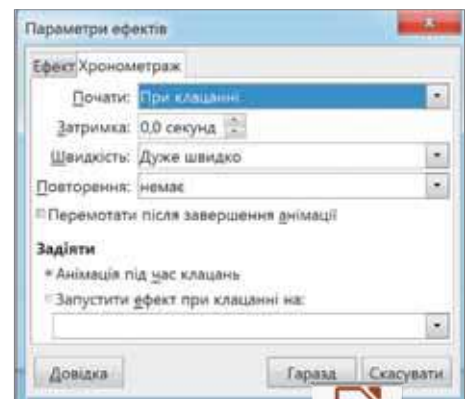 Параметри ефектів
Ефект Хронометраж
Почати: При клацанні
Затримка: 0,0 секунд
Швидкість: Дуже швидко
Повторення: немає
Перемотати після завершення анімації
Задіяти
Анімація під час клацань
Запустити ефект при клацанні на:
Довідка Гаразд Скасувати